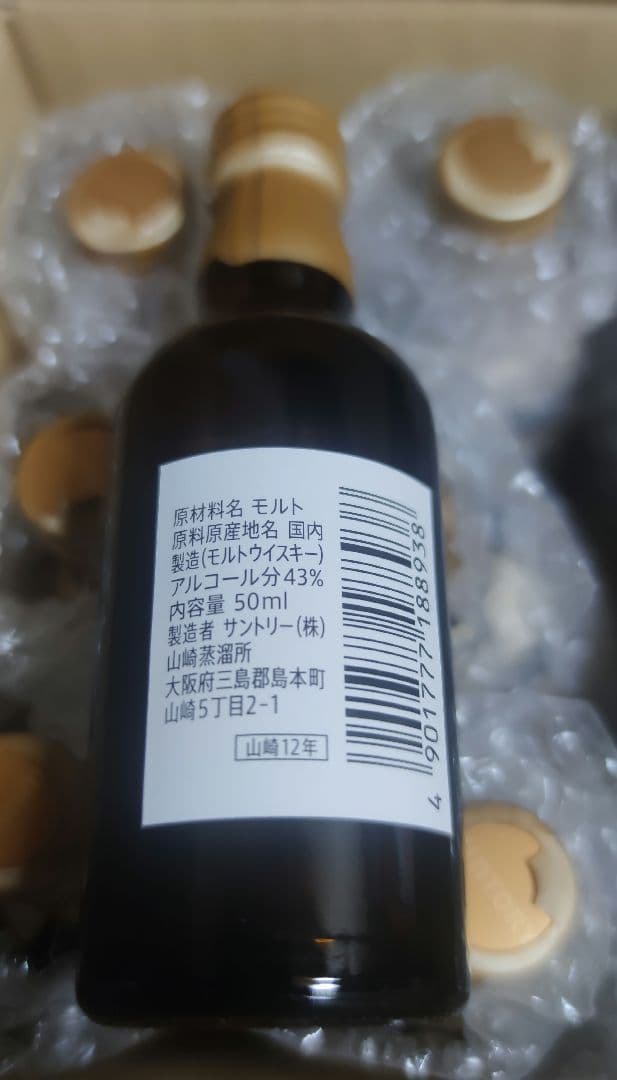 原材料名 モルト
原料原産地名 国内
製造(モルトウイスキー)
アルコール分43%
内容量 50ml
製造者 サントリー(株)
山崎蒸溜所
大阪府三島郡島本町
山崎5丁目2-1
山崎12年
4 901777 188938